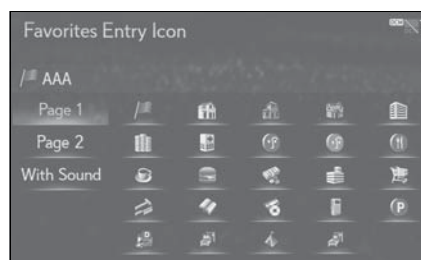 Favorites Entry Icon
AAA
Page 1
Page 2
With Sound
P